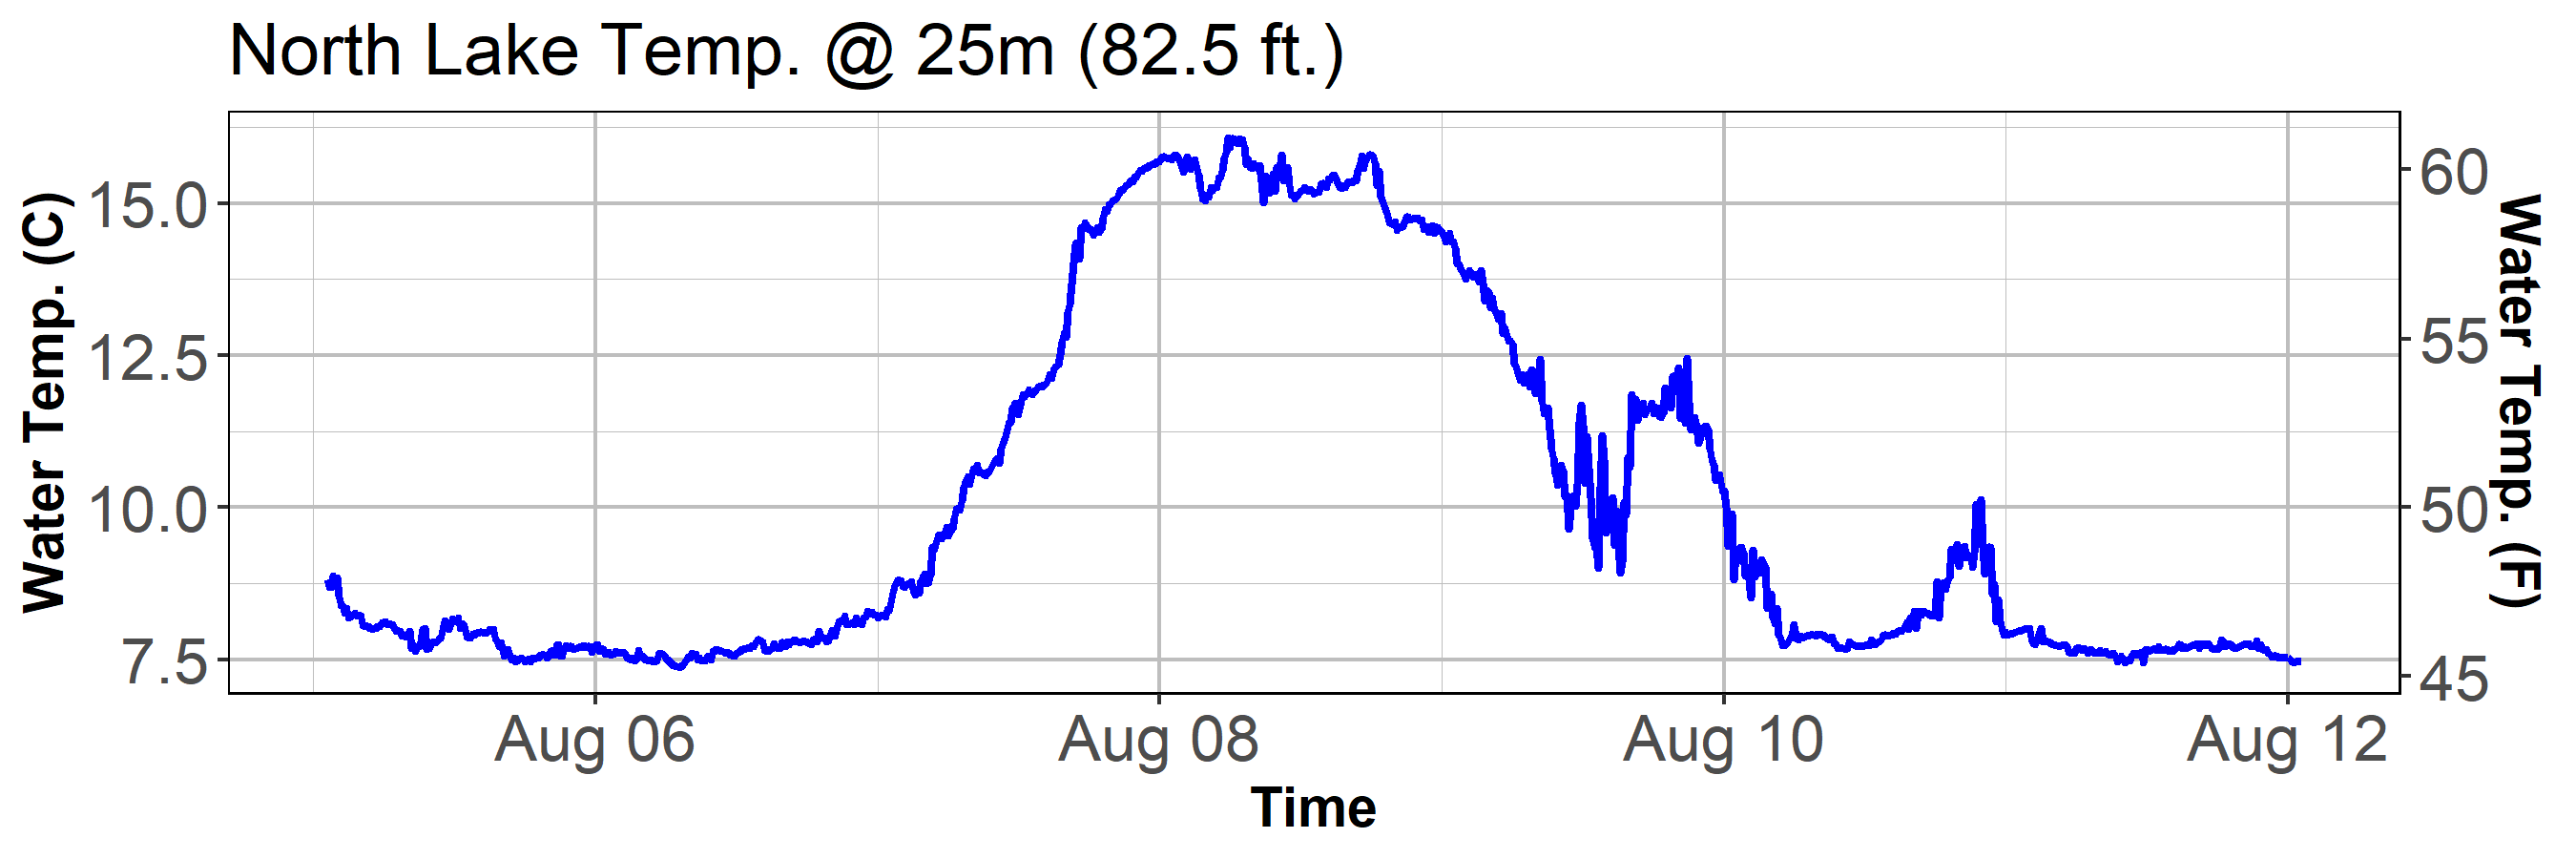 North Lake Temp. @ 25m (82.5 ft.)
Water Temp. (C)
15.0
12.5
10.0
7.5
60
55
50
45
Water Temp. (F)
Aug 06 Aug 08 Aug 10 Aug 12
Time